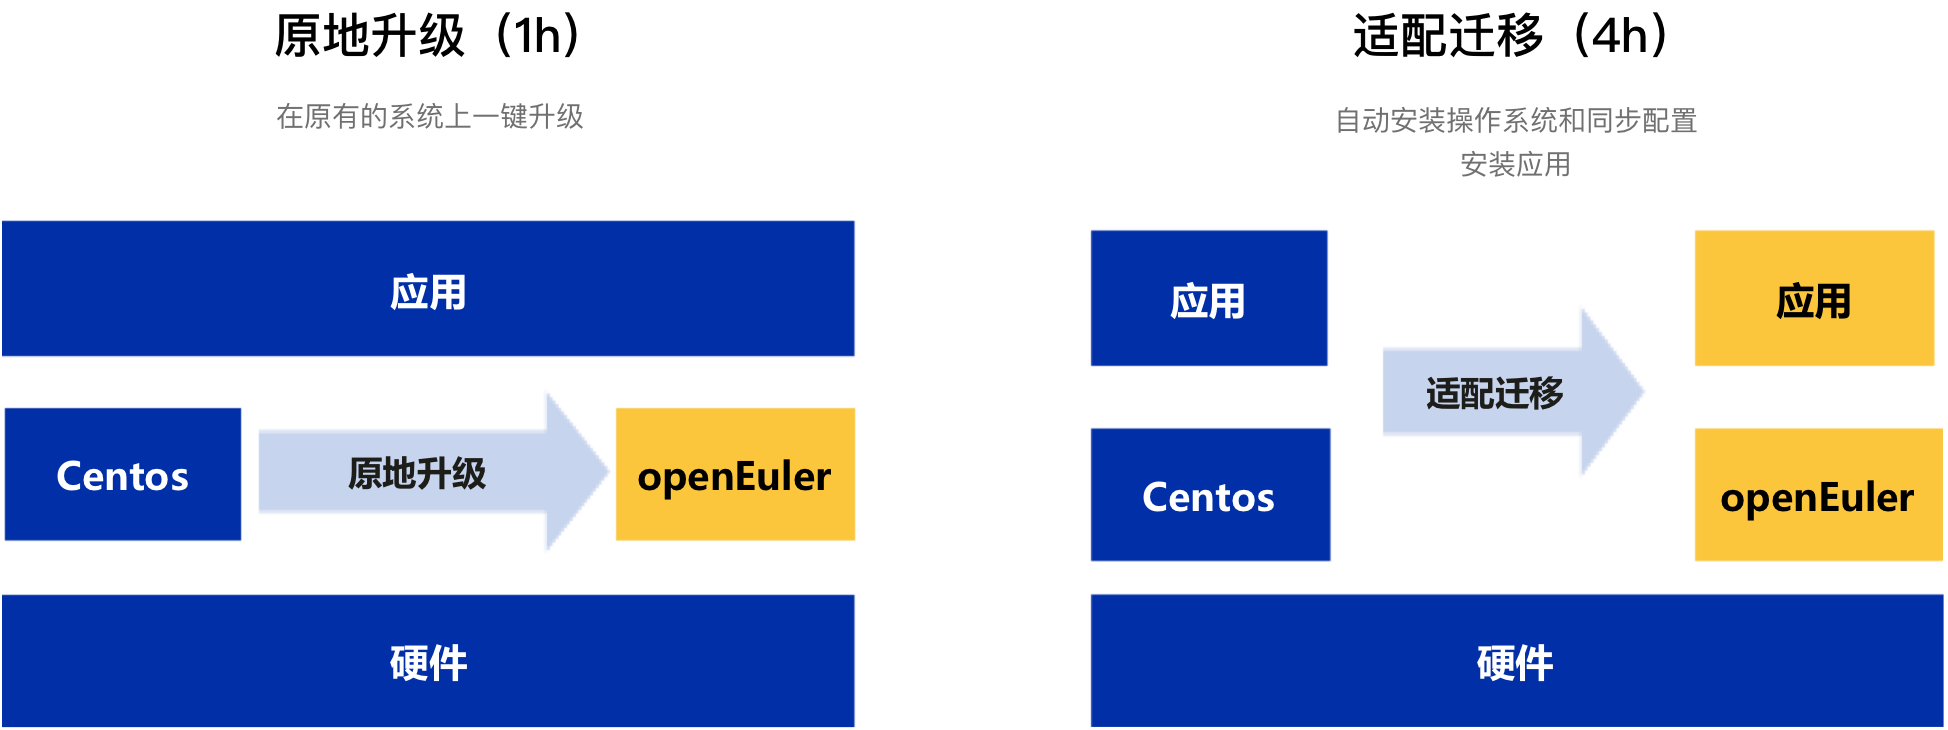 原地升级（1h）
在原有的系统上一键升级
应用
Centos
原地升级
openEuler
硬件
适配迁移（4h）
自动安装操作系统和同步配置
安装应用
应用
适配迁移
应用
Centos
openEuler
硬件